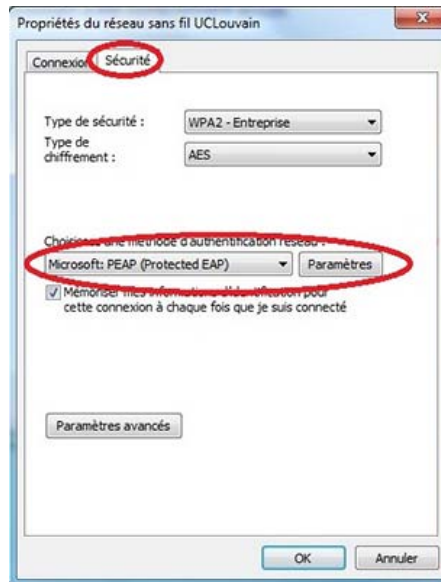 Propriétés du réseau sans fil UCLouvain
Connexion Sécurité
Type de sécurité : WPA2 - Entreprise
Type de
chiffrement : AES
Choisissez une méthode d'authentification réseau :
Microsoft: PEAP (Protected EAP) Paramètres
Mémoriser mes informations d'identification pour
cette connexion à chaque fois que je suis connecté
Paramètres avancés
OK Annuler